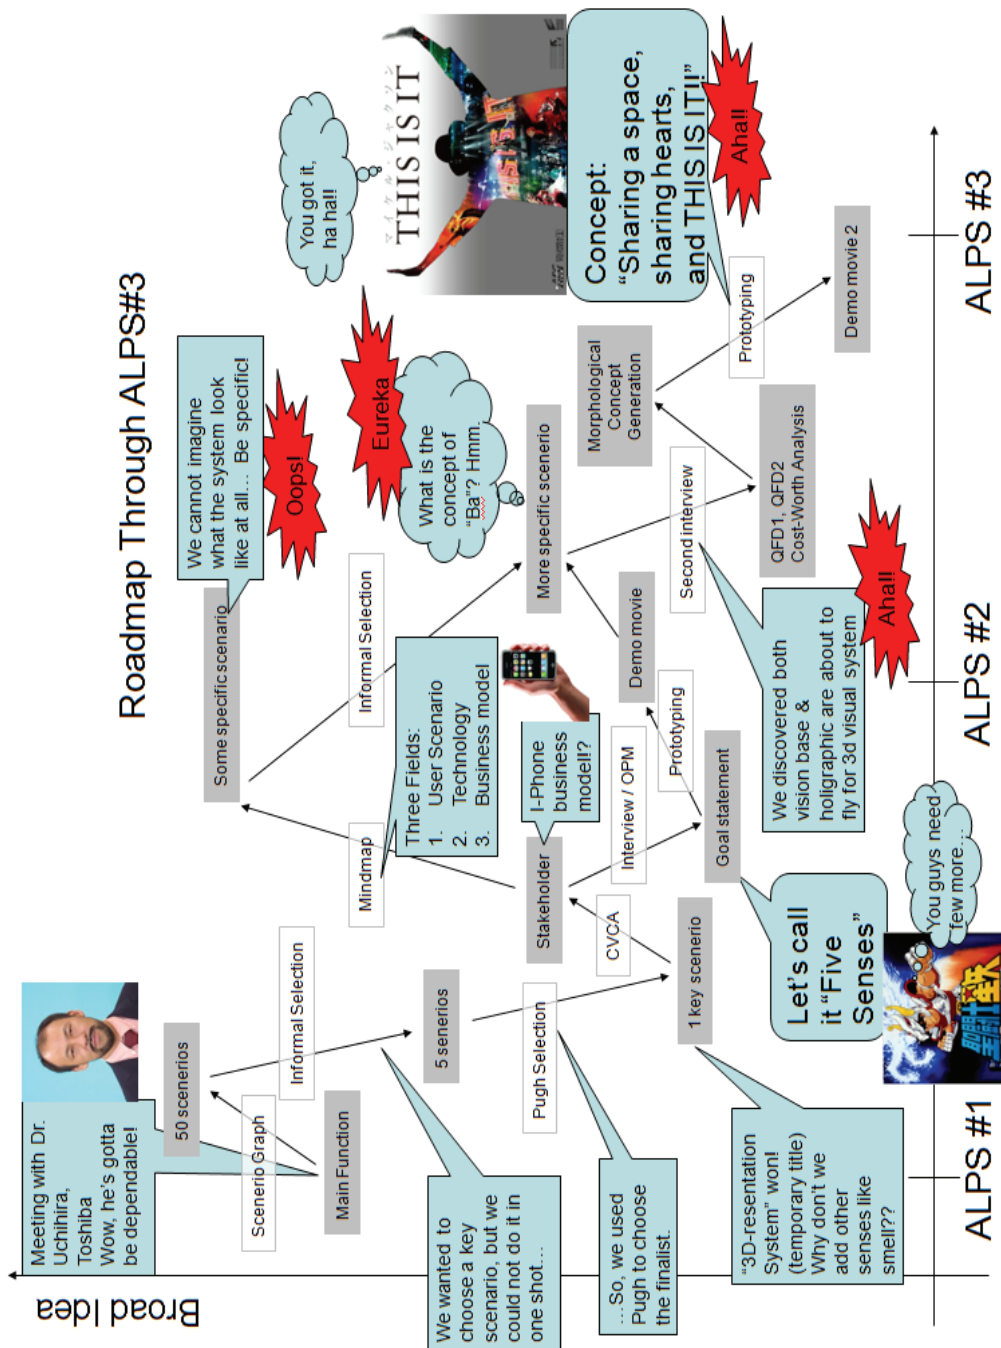 Roadmap Through ALPS#3
Broad Idea
Meeting with Dr.
Uchihira,
Toshiba
Wow, he's gotta
be dependable!
50 scenerios
Scenerio Graph
Main Function
Informal Selection
We wanted to
choose a key
scenario, but we
could not do it in
one shot…
5 senerios
Pugh Selection
…So, we used
Pugh to choose
the finalist.
1 key scenerio
"3D-resentation
System" won!
(temporary title)
Why don't we
add other
senses like
smell??
CVCA
Stakeholder
I-Phone
business
model!?
Mindmap
Three Fields:
1. User Scenario
2. Technology
3. Business model
Some specific scenario
We cannot imagine
what the system look
like at all… Be specific!
Oops!
Informal Selection
Interview / OPM
Goal statement
Let's call
it "Five
Senses"
You guys need
few more…
Prototyping
Demo movie
More specific scenerio
What is the
concept of
"Ba"? Hmm.
Eureka
Second interview
We discovered both
vision base &
holigraphic are about to
fly for 3d visual system
Aha!!
QFD1, QFD2
Cost-Worth Analysis
Morphological
Concept
Generation
Prototyping
Demo movie 2
Concept:
"Sharing a space,
sharing hearts,
and THIS IS IT!!"
Aha!!
You got it,
ha ha!!
マイケル・ジャクソン
THIS IS IT
ALPS #1
ALPS #2
ALPS #3